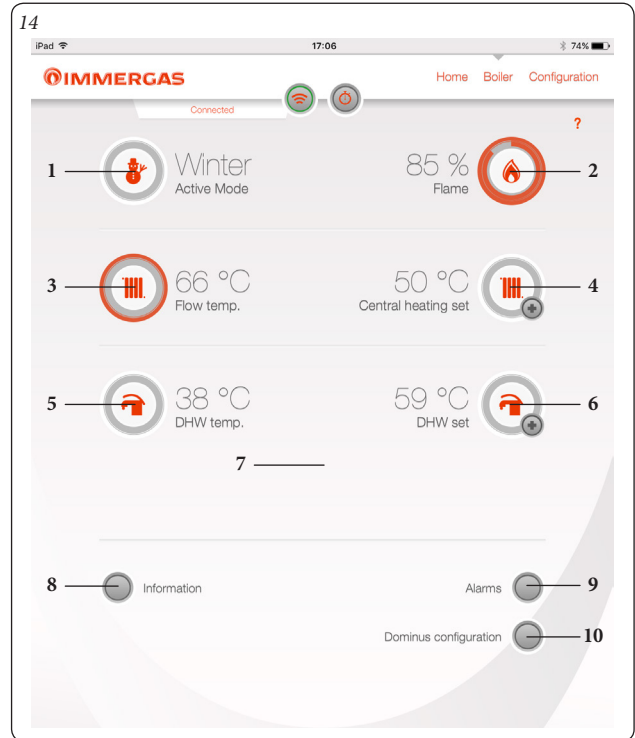 14
iPad 17:06 74%
IMMERGAS Home Boiler Configuration
Connected
?
1 Winter 85 % 2
Active Mode Flame
3 66 °C 50 °C 4
Flow temp. Central heating set
5 38 °C 59 °C 6
DHW temp. DHW set
7
8 Information Alarms 9
Dominus configuration 10